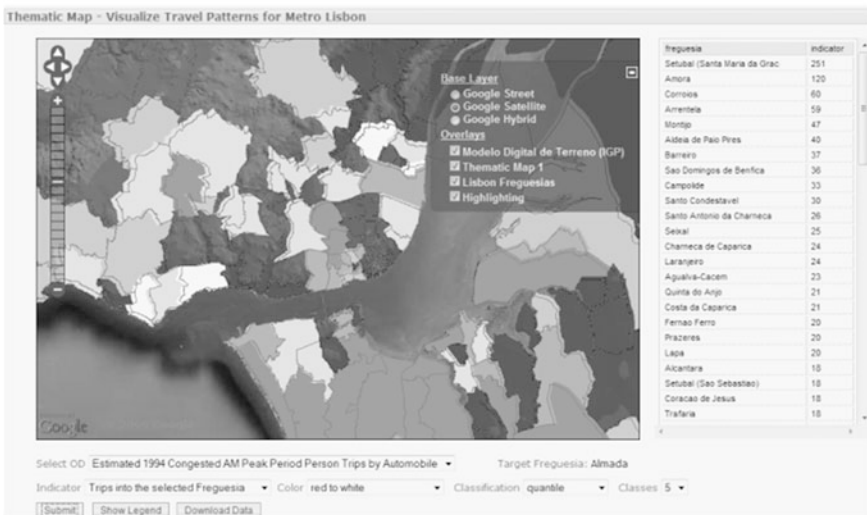 Thematic Map - Visualize Travel Patterns for Metro Lisbon
Base Layer
Google Street
Google Satellite
Google Hybrid
Overlays
Modelo Digital de Terreno (IGP)
Thematic Map 1
Lisbon Freguesias
Highlighting
Google
freguesia indicator
Setubal (Santa Maria da Grac 251
Amora 120
Corroios 60
Arrentela 59
Montijo 47
Aldeia de Paio Pires 40
Barreiro 37
Sao Domingos de Benfica 36
Campolide 33
Santo Condestavel 30
Santo Antonio da Charneca 26
Seixal 25
Charneca de Caparica 24
Laranjeiro 24
Agualva-Cacem 23
Quinta do Anjo 21
Costa da Caparica 21
Fernao Ferro 20
Prazeres 20
Lapa 20
Alcantara 18
Setubal (Sao Sebastiao) 18
Coracao de Jesus 18
Trafaria 18
Select OD Estimated 1994 Congested AM Peak Period Person Trips by Automobile Target Freguesia: Almada
Indicator Trips into the selected Freguesia Color red to white Classification quantile Classes 5
Submit Show Legend Download Data